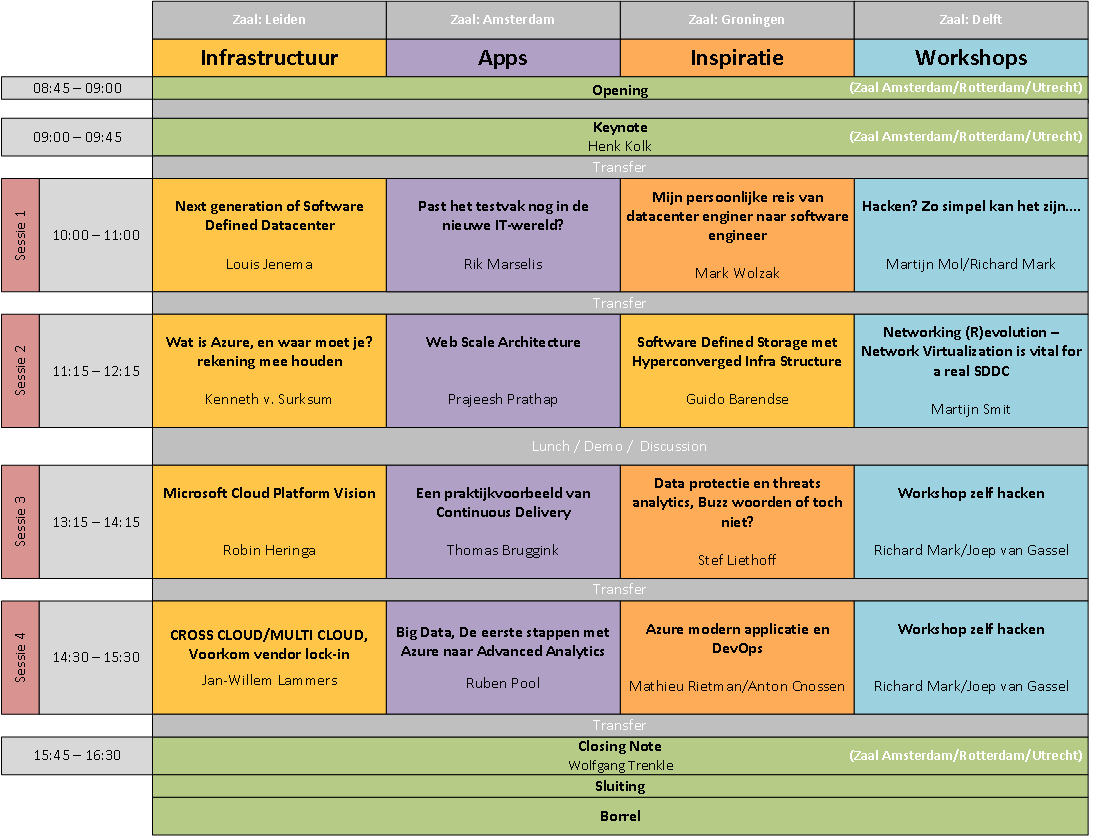 Zaal: Leiden
Zaal: Amsterdam
Zaal: Groningen
Zaal: Delft
Infrastructuur
Apps
Inspiratie
Workshops
08:45 – 09:00
Opening
(Zaal Amsterdam/Rotterdam/Utrecht)
09:00 – 09:45
Keynote
Henk Kolk
(Zaal Amsterdam/Rotterdam/Utrecht)
Transfer
Sessie 1
10:00 – 11:00
Next generation of Software
Defined Datacenter
Louis Jenema
Past het testvak nog in de
nieuwe IT-wereld?
Rik Marselis
Mijn persoonlijke reis van
datacenter enginer naar software
engineer
Mark Wolzak
Hacken? Zo simpel kan het zijn....
Martijn Mol/Richard Mark
Transfer
Sessie 2
11:15 – 12:15
Wat is Azure, en waar moet je?
rekening mee houden
Kenneth v. Surksum
Web Scale Architecture
Prajeesh Prathap
Software Defined Storage met
Hyperconverged Infra Structure
Guido Barendse
Networking (R)evolution –
Network Virtualization is vital for
a real SDDC
Martijn Smit
Lunch / Demo / Discussion
Sessie 3
13:15 – 14:15
Microsoft Cloud Platform Vision
Robin Heringa
Een praktijkvoorbeeld van
Continuous Delivery
Thomas Bruggink
Data protectie en threats
analytics, Buzz woorden of toch
niet?
Stef Liethoff
Workshop zelf hacken
Richard Mark/Joep van Gassel
Transfer
Sessie 4
14:30 – 15:30
CROSS CLOUD/MULTI CLOUD,
Voorkom vendor lock-in
Jan-Willem Lammers
Big Data, De eerste stappen met
Azure naar Advanced Analytics
Ruben Pool
Azure modern applicatie en
DevOps
Mathieu Rietman/Anton Cnossen
Workshop zelf hacken
Richard Mark/Joep van Gassel
Transfer
15:45 – 16:30
Closing Note
Wolfgang Trenkle
(Zaal Amsterdam/Rotterdam/Utrecht)
Sluiting
Borrel